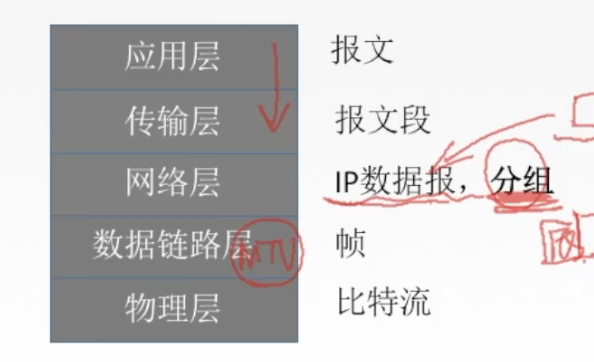 应用层 报文
传输层 报文段
网络层 IP数据报，分组
数据链路层 MTU 帧
物理层 比特流